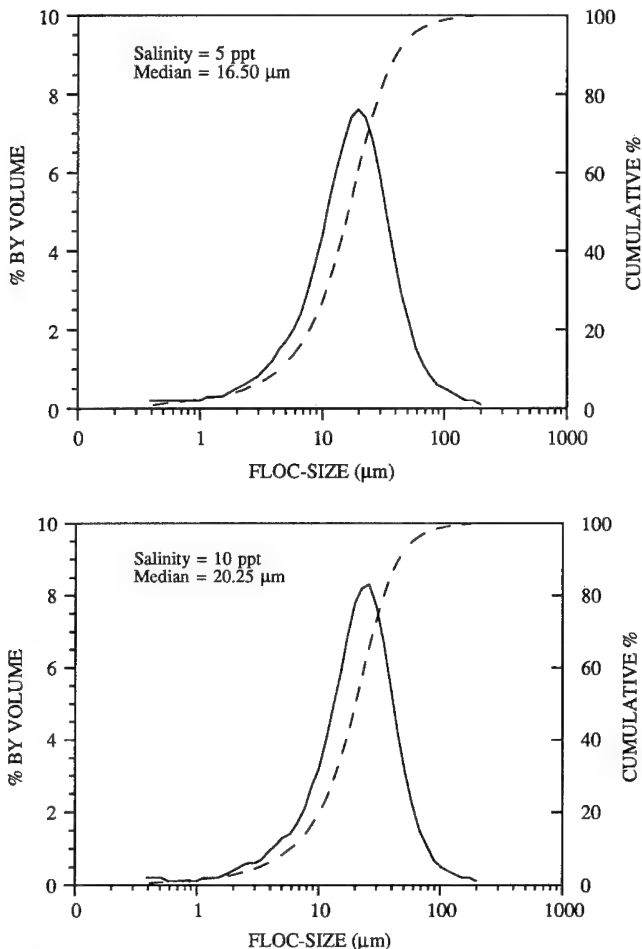 Salinity = 5 ppt
Median = 16.50 μm
% BY VOLUME
10
8
6
4
2
0
CUMULATIVE %
100
80
60
40
20
0
0 1 10 100 1000
FLOC-SIZE (μm)
Salinity = 10 ppt
Median = 20.25 μm
% BY VOLUME
10
8
6
4
2
0
CUMULATIVE %
100
80
60
40
20
0
0 1 10 100 1000
FLOC-SIZE (μm)